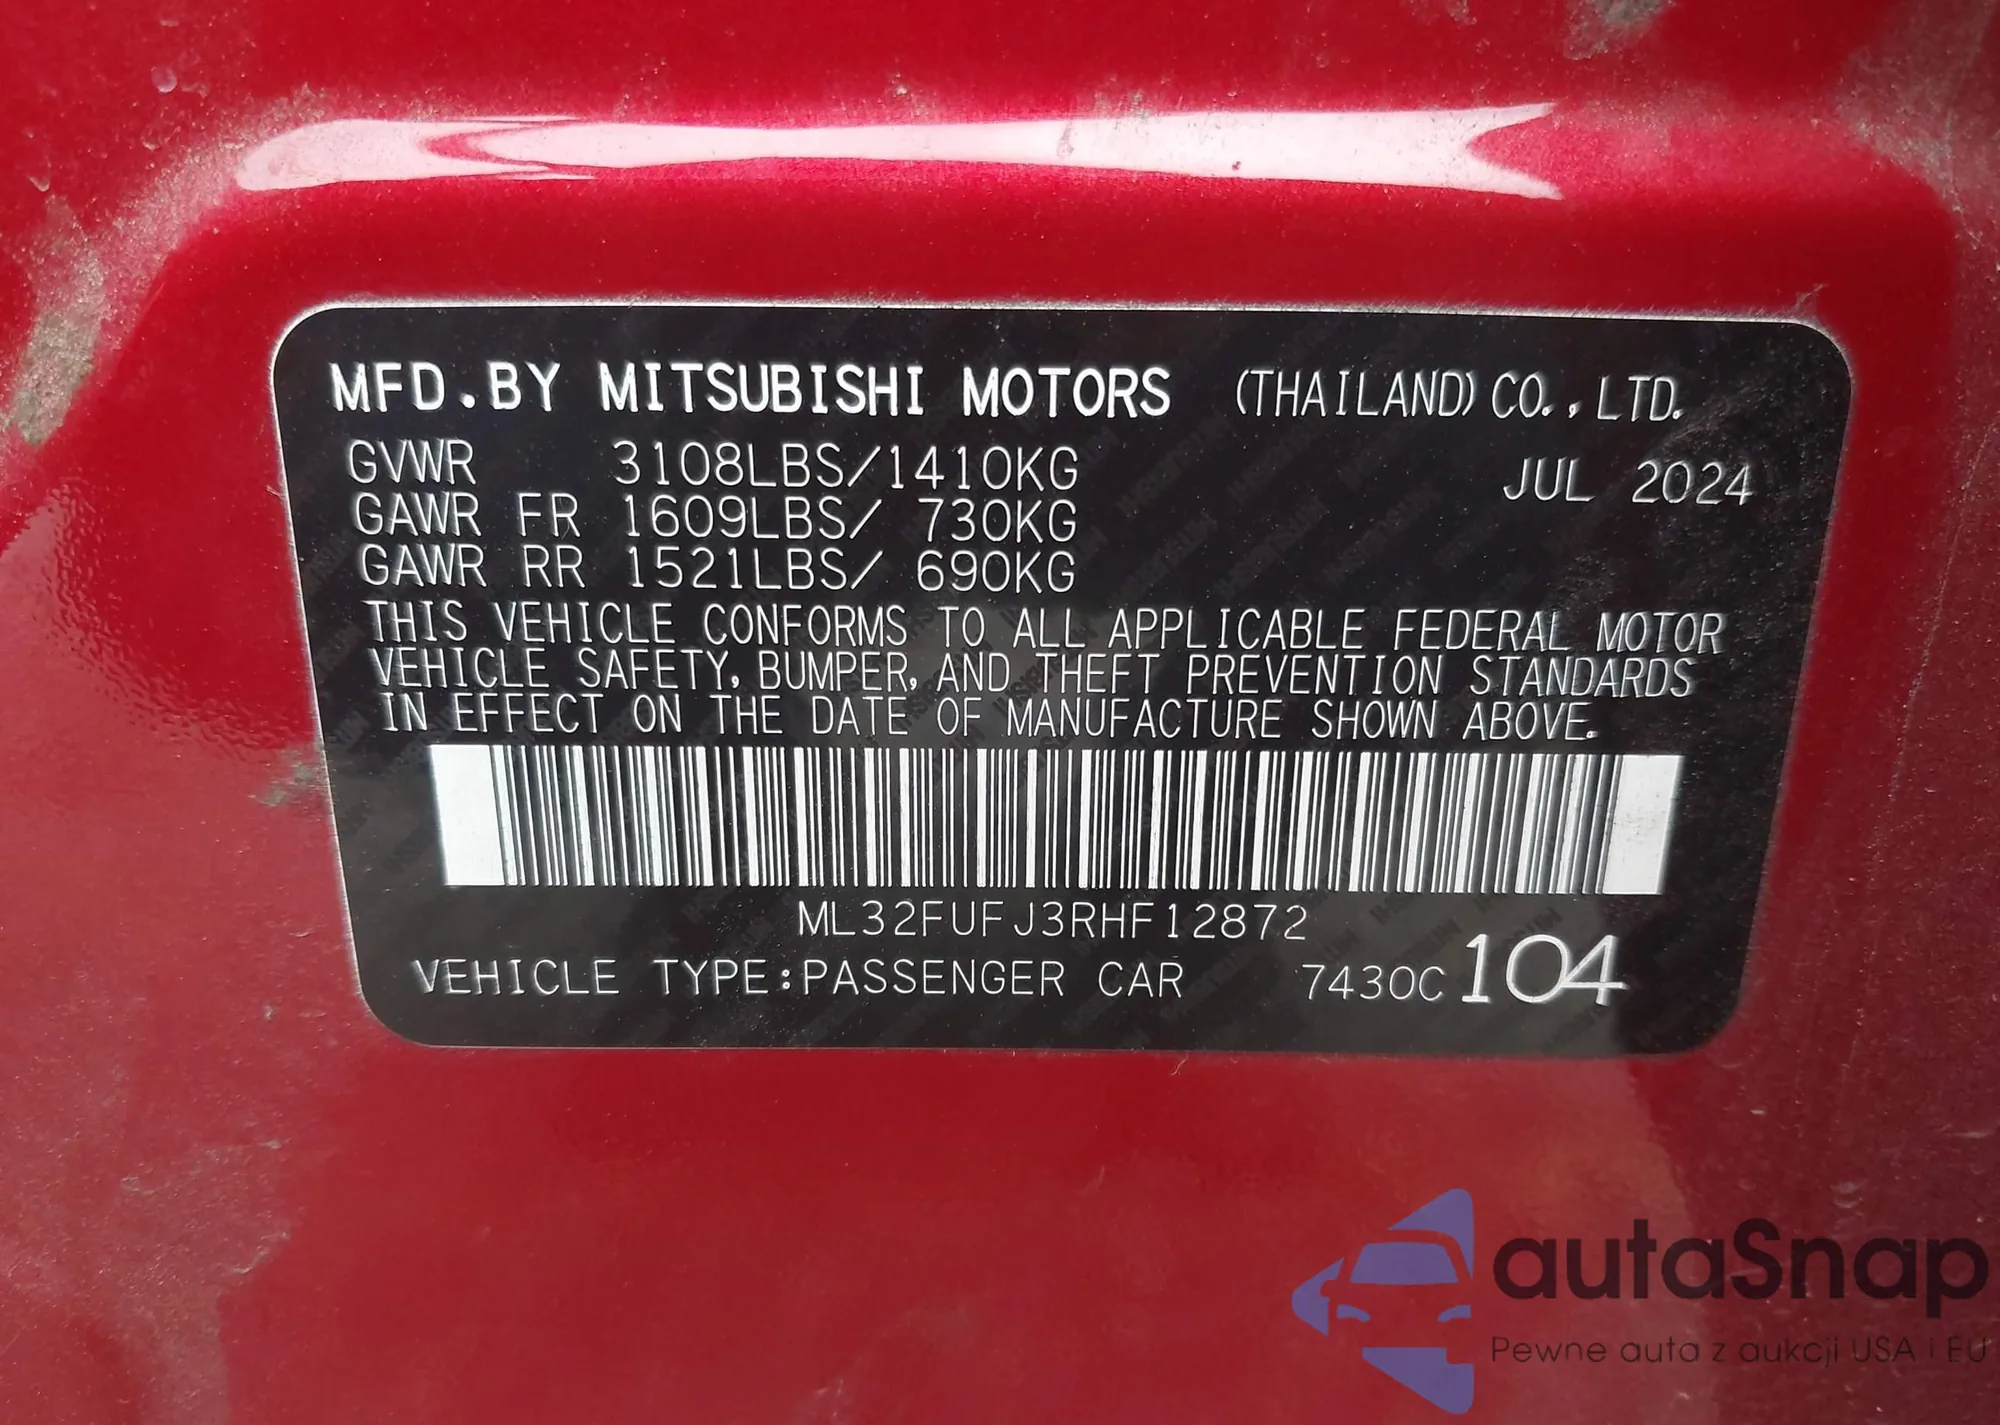 MFD.BY MITSUBISHI MOTORS (THAILAND) CO.,LTD.
GVWR 3108LBS/1410KG JUL 2024
GAWR FR 1609LBS/ 730KG
GAWR RR 1521LBS/ 690KG
THIS VEHICLE CONFORMS TO ALL APPLICABLE FEDERAL MOTOR
VEHICLE SAFETY, BUMPER, AND THEFT PREVENTION STANDARDS
IN EFFECT ON THE DATE OF MANUFACTURE SHOWN ABOVE.
ML32FUFJ3RHF12872
VEHICLE TYPE:PASSENGER CAR 7430C 104
autaSnap
Pewne auta z aukcji USA i EU